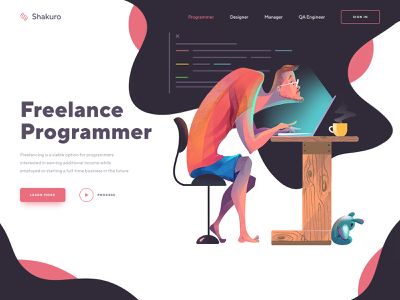 Shakuro
Programmer Designer Manager QA Engineer SIGN IN
Freelance
Programmer
Freelancing is a viable option for programmers
interested in earning additional income while
employed or starting a full-time business in the future
LEARN MORE PROCESS